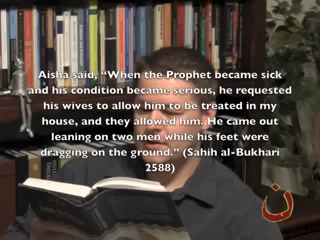 Aisha said, “When the Prophet became sick
and his condition became serious, he requested
his wives to allow him to be treated in my
house, and they allowed him. He came out
leaning on two men while his feet were
dragging on the ground.” (Sahih al-Bukhari
2588)
ن